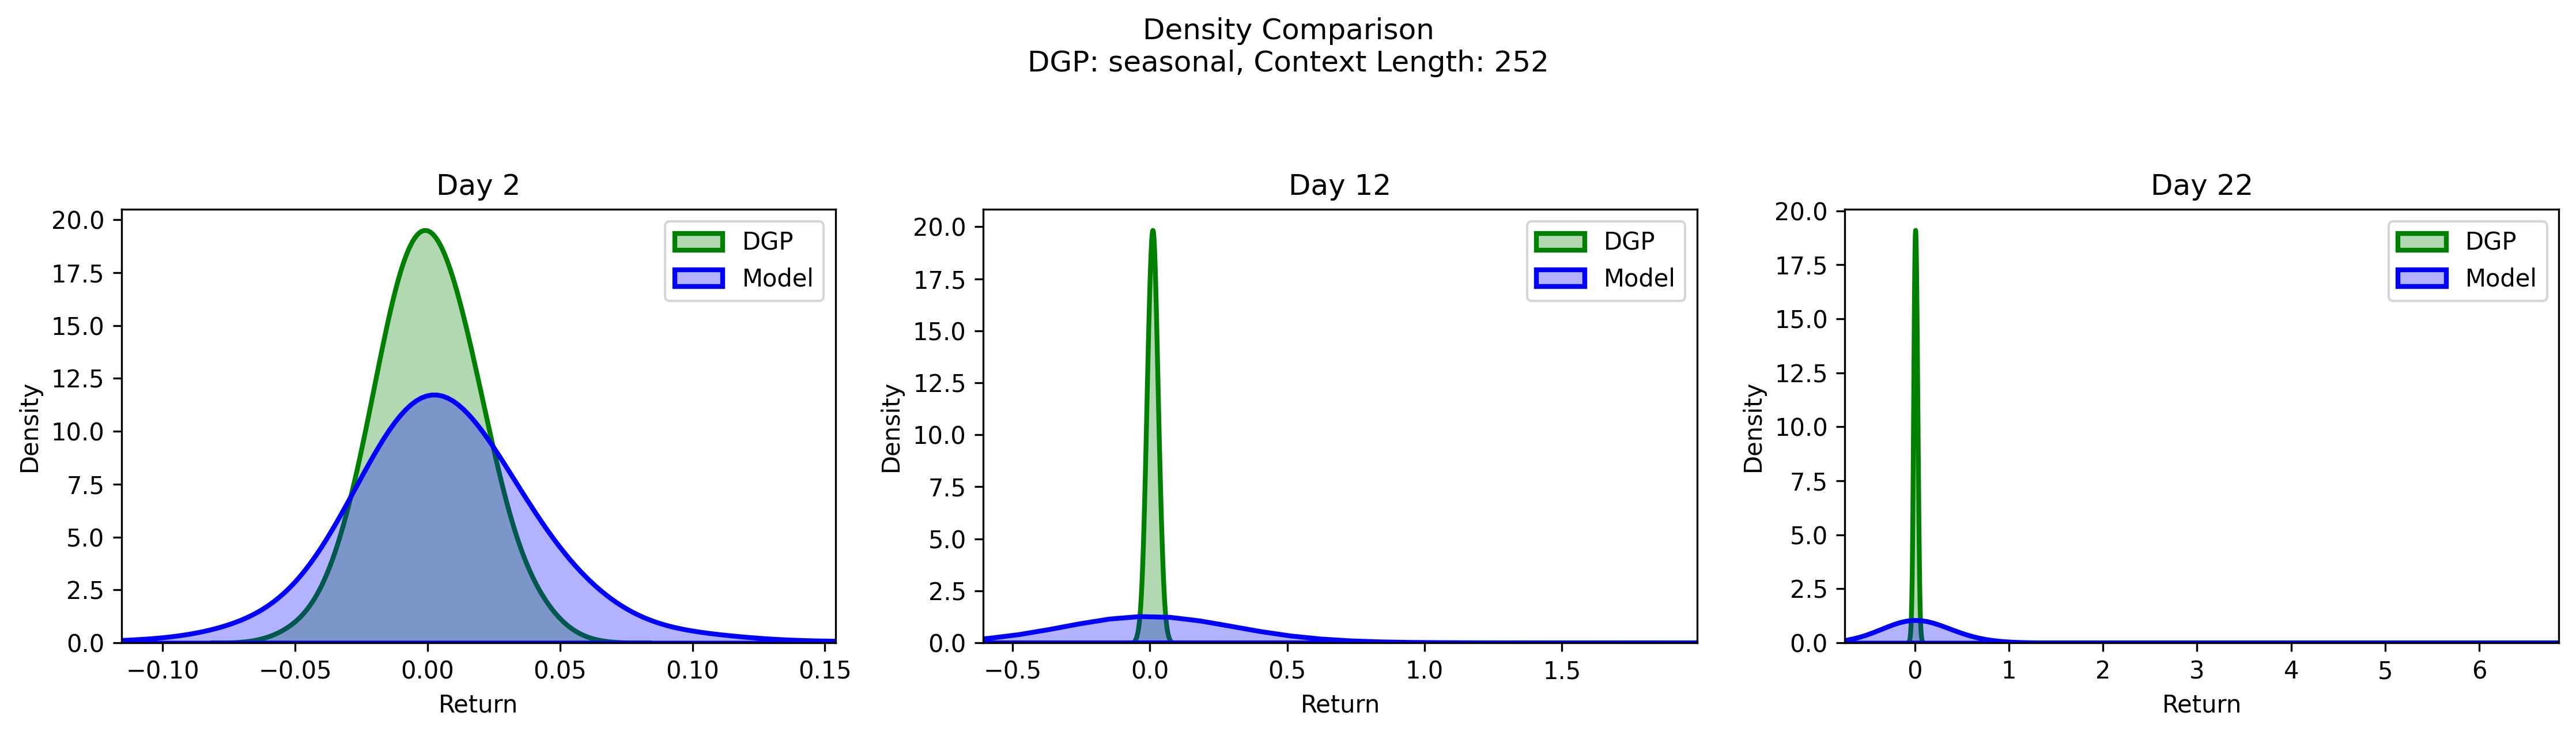 Density Comparison
DGP: seasonal, Context Length: 252
Day 2
20.0
17.5
15.0
12.5
10.0
7.5
5.0
2.5
0.0
Density
DGP
Model
−0.10
−0.05
0.00
0.05
0.10
0.15
Return
Day 12
20.0
17.5
15.0
12.5
10.0
7.5
5.0
2.5
0.0
Density
DGP
Model
−0.5
0.0
0.5
1.0
1.5
Return
Day 22
20.0
17.5
15.0
12.5
10.0
7.5
5.0
2.5
0.0
Density
DGP
Model
0
1
2
3
4
5
6
Return